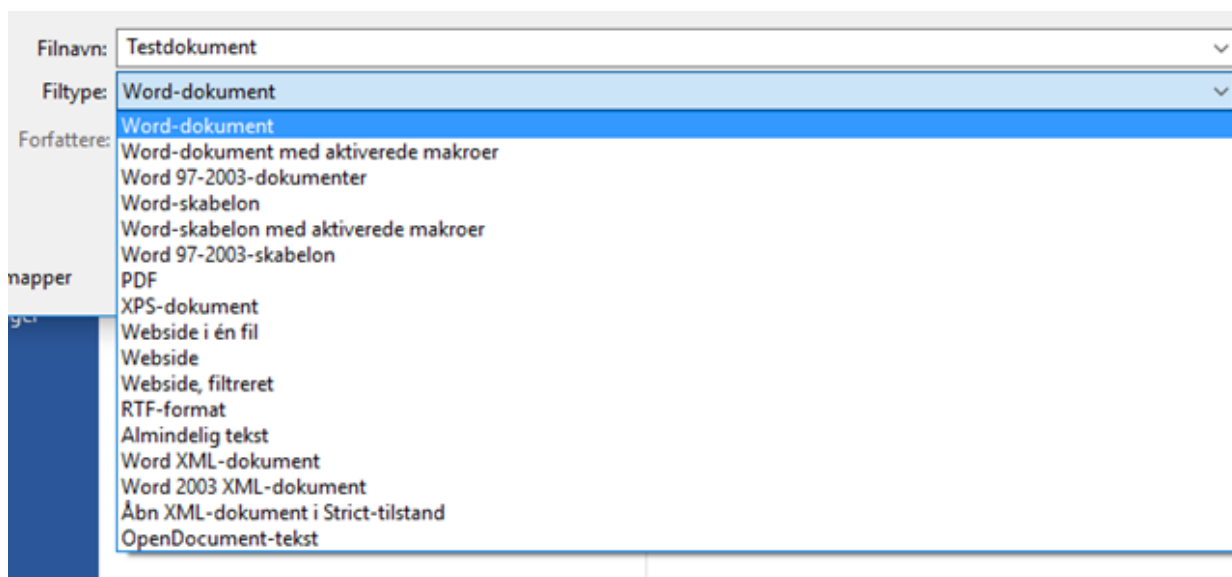 Filnavn: Testdokument
Filtype: Word-dokument
Forfattere:
Word-dokument
Word-dokument med aktiverede makroer
Word 97-2003-dokumenter
Word-skabelon
Word-skabelon med aktiverede makroer
Word 97-2003-skabelon
mapper
PDF
XPS-dokument
Webside i én fil
Webside
Webside, filtreret
RTF-format
Almindelig tekst
Word XML-dokument
Word 2003 XML-dokument
Åbn XML-dokument i Strict-tilstand
OpenDocument-tekst